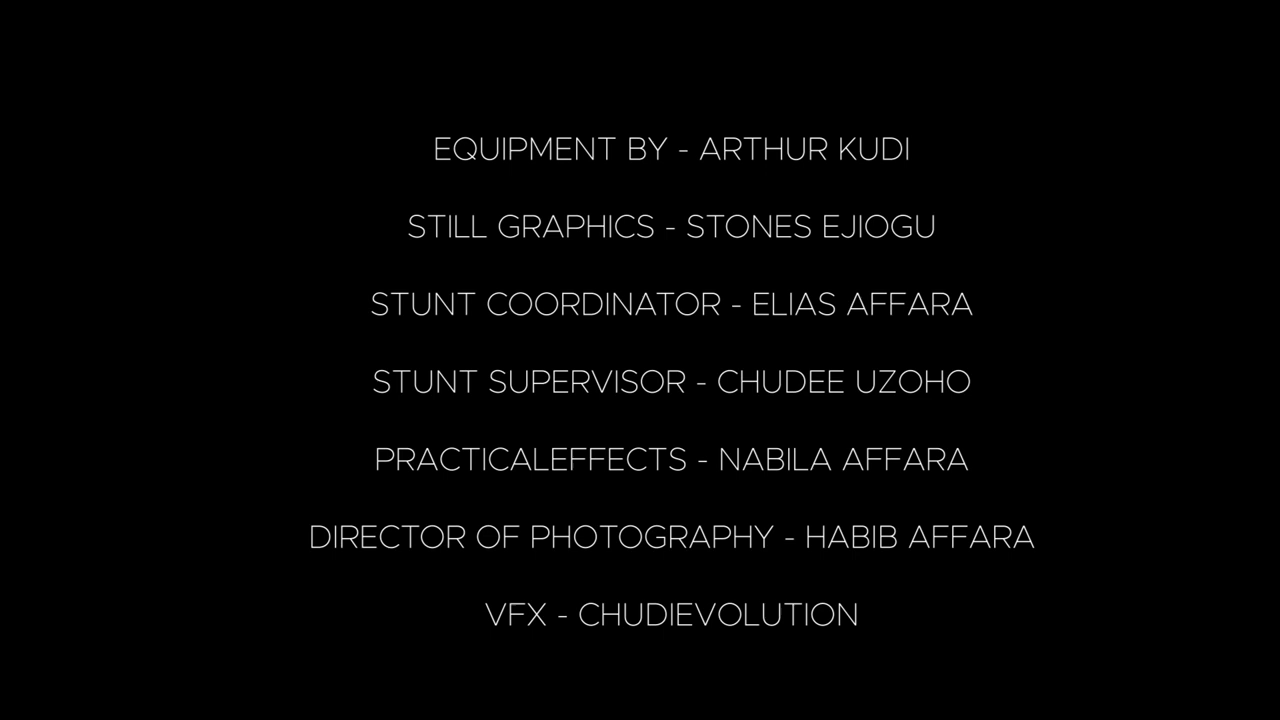 EQUIPMENT BY - ARTHUR KUDI
STILL GRAPHICS - STONES EJIOGU
STUNT COORDINATOR - ELIAS AFFARA
STUNT SUPERVISOR - CHUDEE UZOHO
PRACTICALEFFECTS - NABILA AFFARA
DIRECTOR OF PHOTOGRAPHY - HABIB AFFARA
VFX - CHUDIEVOLUTION